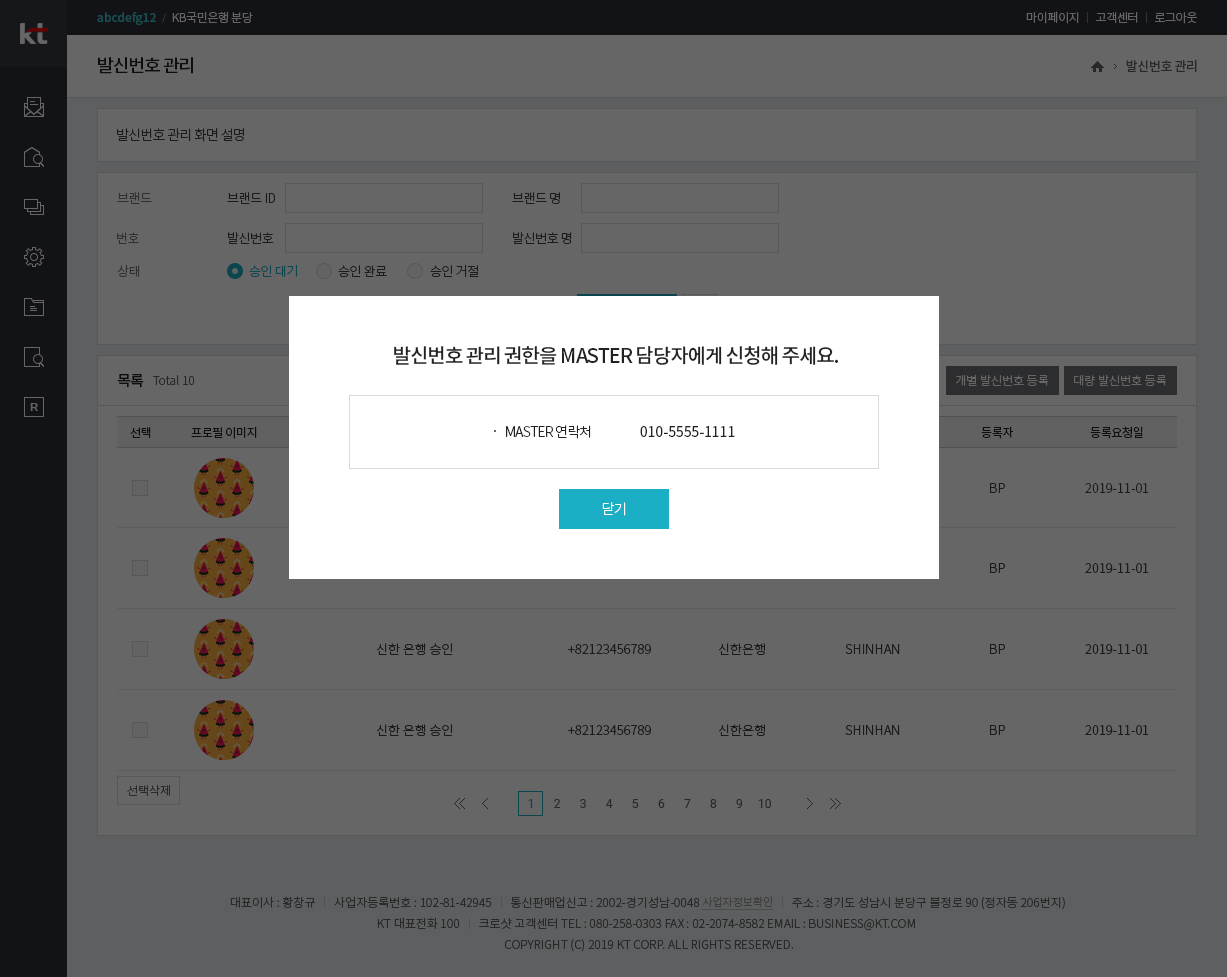 kt
abcdefg12 / KB국민은행 분당
마이페이지 | 고객센터 | 로그아웃
발신번호 관리
발신번호 관리
발신번호 관리 화면 설명
브랜드 브랜드 ID 브랜드 명
번호 발신번호 발신번호 명
상태 승인 대기 승인 완료 승인 거절
발신번호 관리 권한을 MASTER 담당자에게 신청해 주세요.
· MASTER 연락처 010-5555-1111
닫기
목록 Total 10
개별 발신번호 등록 대량 발신번호 등록
선택 프로필 이미지 등록자 등록요청일
BP 2019-11-01
BP 2019-11-01
신한 은행 승인 +82123456789 신한은행 SHINHAN BP 2019-11-01
신한 은행 승인 +82123456789 신한은행 SHINHAN BP 2019-11-01
선택삭제
1 2 3 4 5 6 7 8 9 10
R
대표이사 : 황창규 | 사업자등록번호 : 102-81-42945 | 통신판매업신고 : 2002-경기성남-0048 사업자정보확인 | 주소 : 경기도 성남시 분당구 불정로 90 (정자동 206번지)
KT 대표전화 100 | 크로샷 고객센터 TEL : 080-258-0303 FAX : 02-2074-8582 EMAIL : BUSINESS@KT.COM
COPYRIGHT (C) 2019 KT CORP. ALL RIGHTS RESERVED.